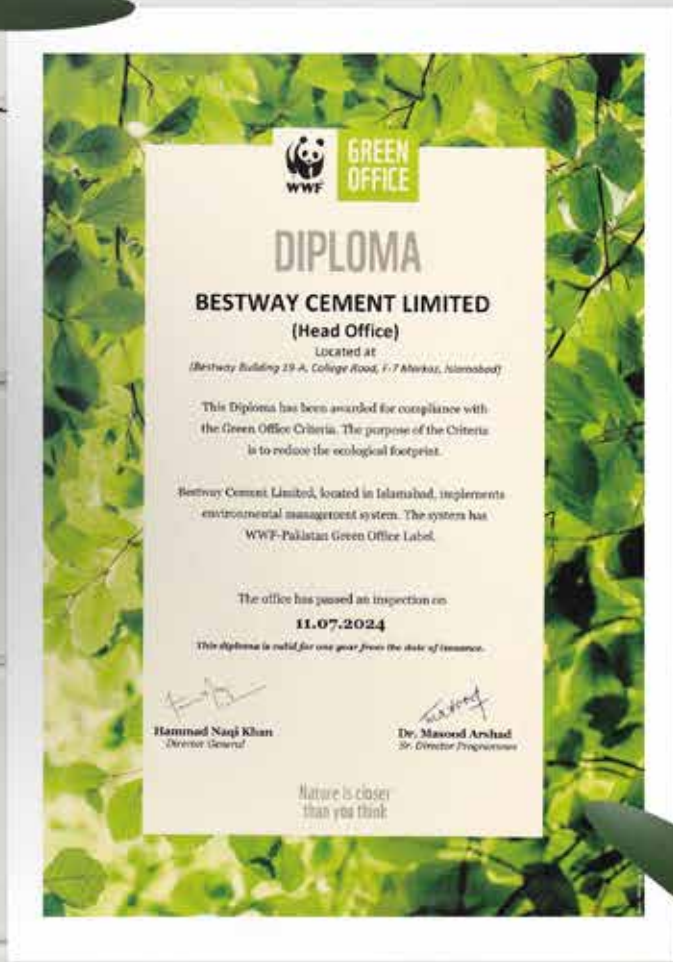 WWF
GREEN
OFFICE
DIPLOMA
BESTWAY CEMENT LIMITED
(Head Office)
Located at
(Bestway Building 19-A, College Road, F-7 Markaz, Islamabad)
This Diploma has been awarded for compliance with
the Green Office Criteria. The purpose of the Criteria
is to reduce the ecological footprint.
Bestway Cement Limited, located in Islamabad, implements
environmental management system. The system has
WWF-Pakistan Green Office Label.
The office has passed an inspection on
11.07.2024
This diploma is valid for one year from the date of issuance.
Hammad Naqi Khan
Director General
Dr. Masood Arshad
Sr. Director Programmes
Nature is closer
than you think